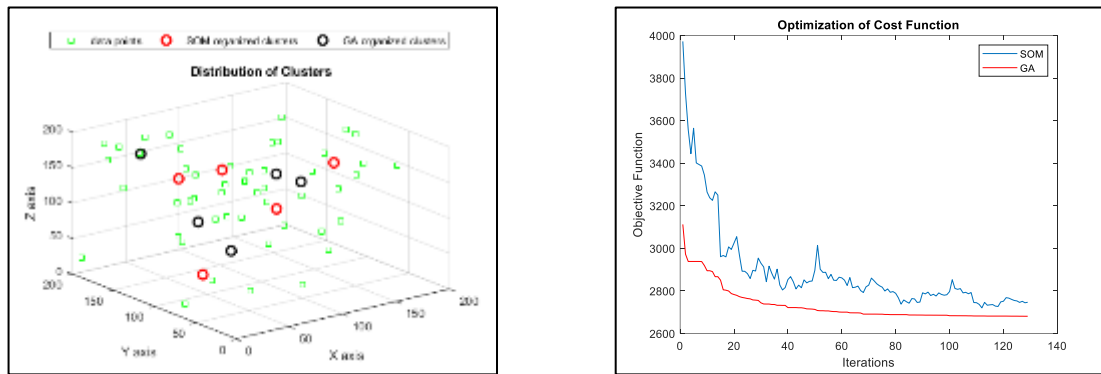 data points SOM organized clusters GA organized clusters
Distribution of Clusters
200
150
100
50
0
Z axis
200
150
100
50
0
Y axis
0
50
100
150
200
X axis
Optimization of Cost Function
4000
3800
3600
3400
3200
3000
2800
2600
Objective Function
SOM
GA
0 20 40 60 80 100 120 140
Iterations